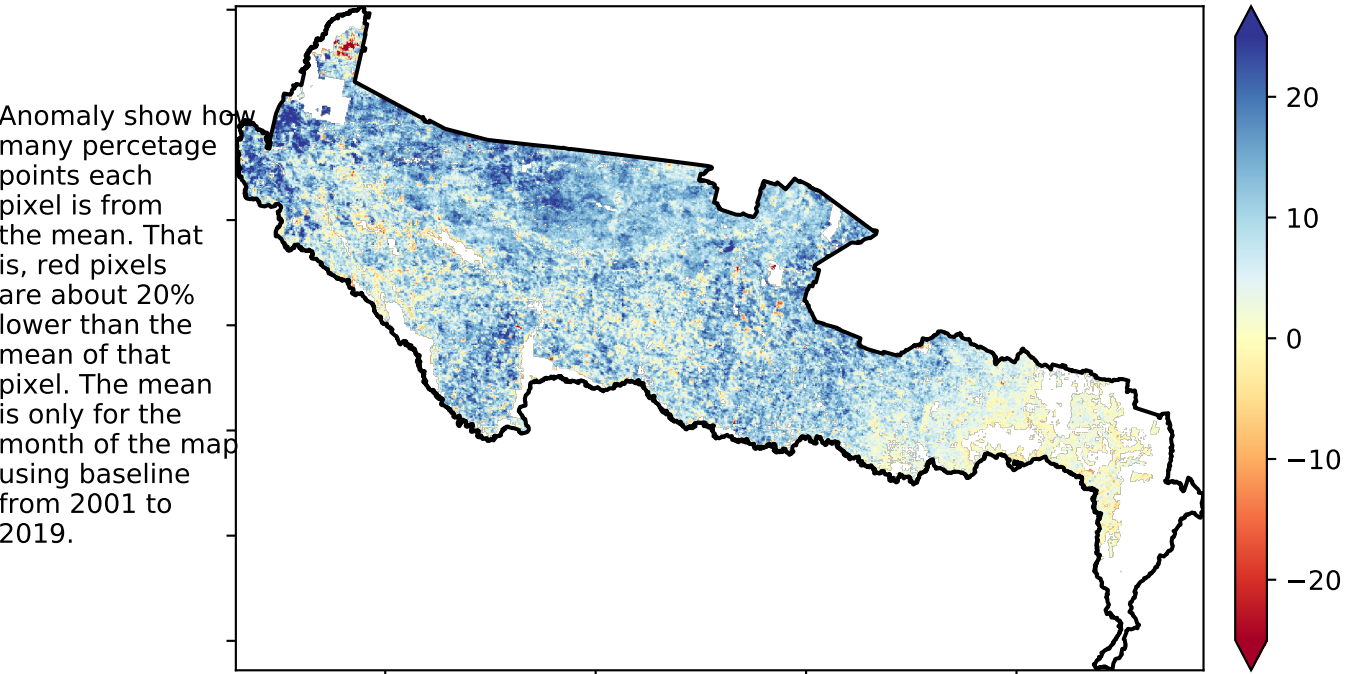 Anomaly show how
many percetage
points each
pixel is from
the mean. That
is, red pixels
are about 20%
lower than the
mean of that
pixel. The mean
is only for the
month of the map
using baseline
from 2001 to
2019.
20
10
0
−10
−20